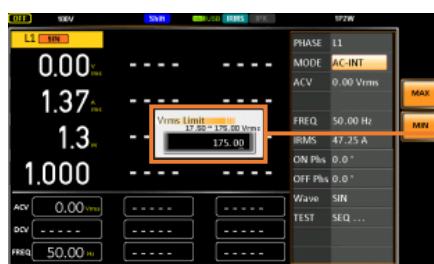 OFF 100V Shift USB IRMS IPK 1P2W
L1 SIN
PHASE L1
0.00 Vrms - - - -  - - - -
MODE AC-INT
ACV 0.00 Vrms
MAX
1.37 - - - -  - - - -
Vrms Limit
17.50 ~ 175.00 Vrms
175.00
FREQ 50.00 Hz
MIN
1.3 - - - -  - - - -
IRMS 47.25 A
ON Phs 0.0 °
1.000 - - - -  - - - -
OFF Phs 0.0 °
Wave SIN
ACV 0.00 Vrms - - - - -  - - - - -
TEST SEQ ...
DCV - - - - -  - - - - -  - - - - -
FREQ 50.00 Hz - - - - -  - - - - -